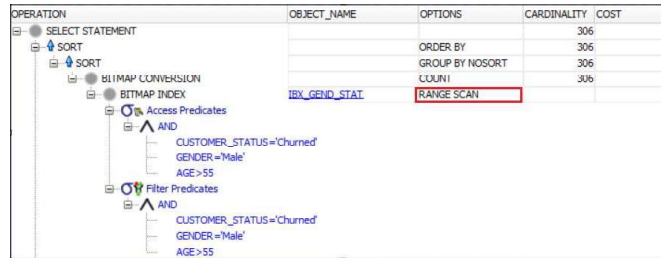 OPERATION OBJECT_NAME OPTIONS CARDINALITY COST
SELECT STATEMENT 306
SORT ORDER BY 306
SORT GROUP BY NOSORT 306
BITMAP CONVERSION COUNT 306
BITMAP INDEX IBX_GEND_STAT RANGE SCAN
Access Predicates
AND
CUSTOMER_STATUS='Churned'
GENDER='Male'
AGE>55
Filter Predicates
AND
CUSTOMER_STATUS='Churned'
GENDER='Male'
AGE>55